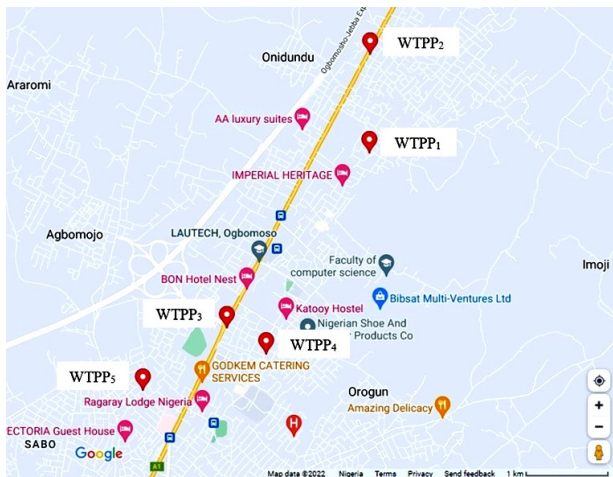 WTPP2
Onidundu
Ogbomosho-Jebba Exp
Araromi
AA luxury suites
WTPP1
IMPERIAL HERITAGE
Agbomojo
LAUTECH, Ogbomoso
Faculty of
computer science
Imoji
BON Hotel Nest
Bibsat Multi-Ventures Ltd
WTPP3
Katooy Hostel
Nigerian Shoe And
Products Co
WTPP4
GODKEM CATERING
SERVICES
WTPP5
Orogun
Ragaray Lodge Nigeria
Amazing Delicacy
H
ECTORIA Guest House
SABO
Google
A1
Map data ©2022 Nigeria Terms Privacy Send feedback 1 km